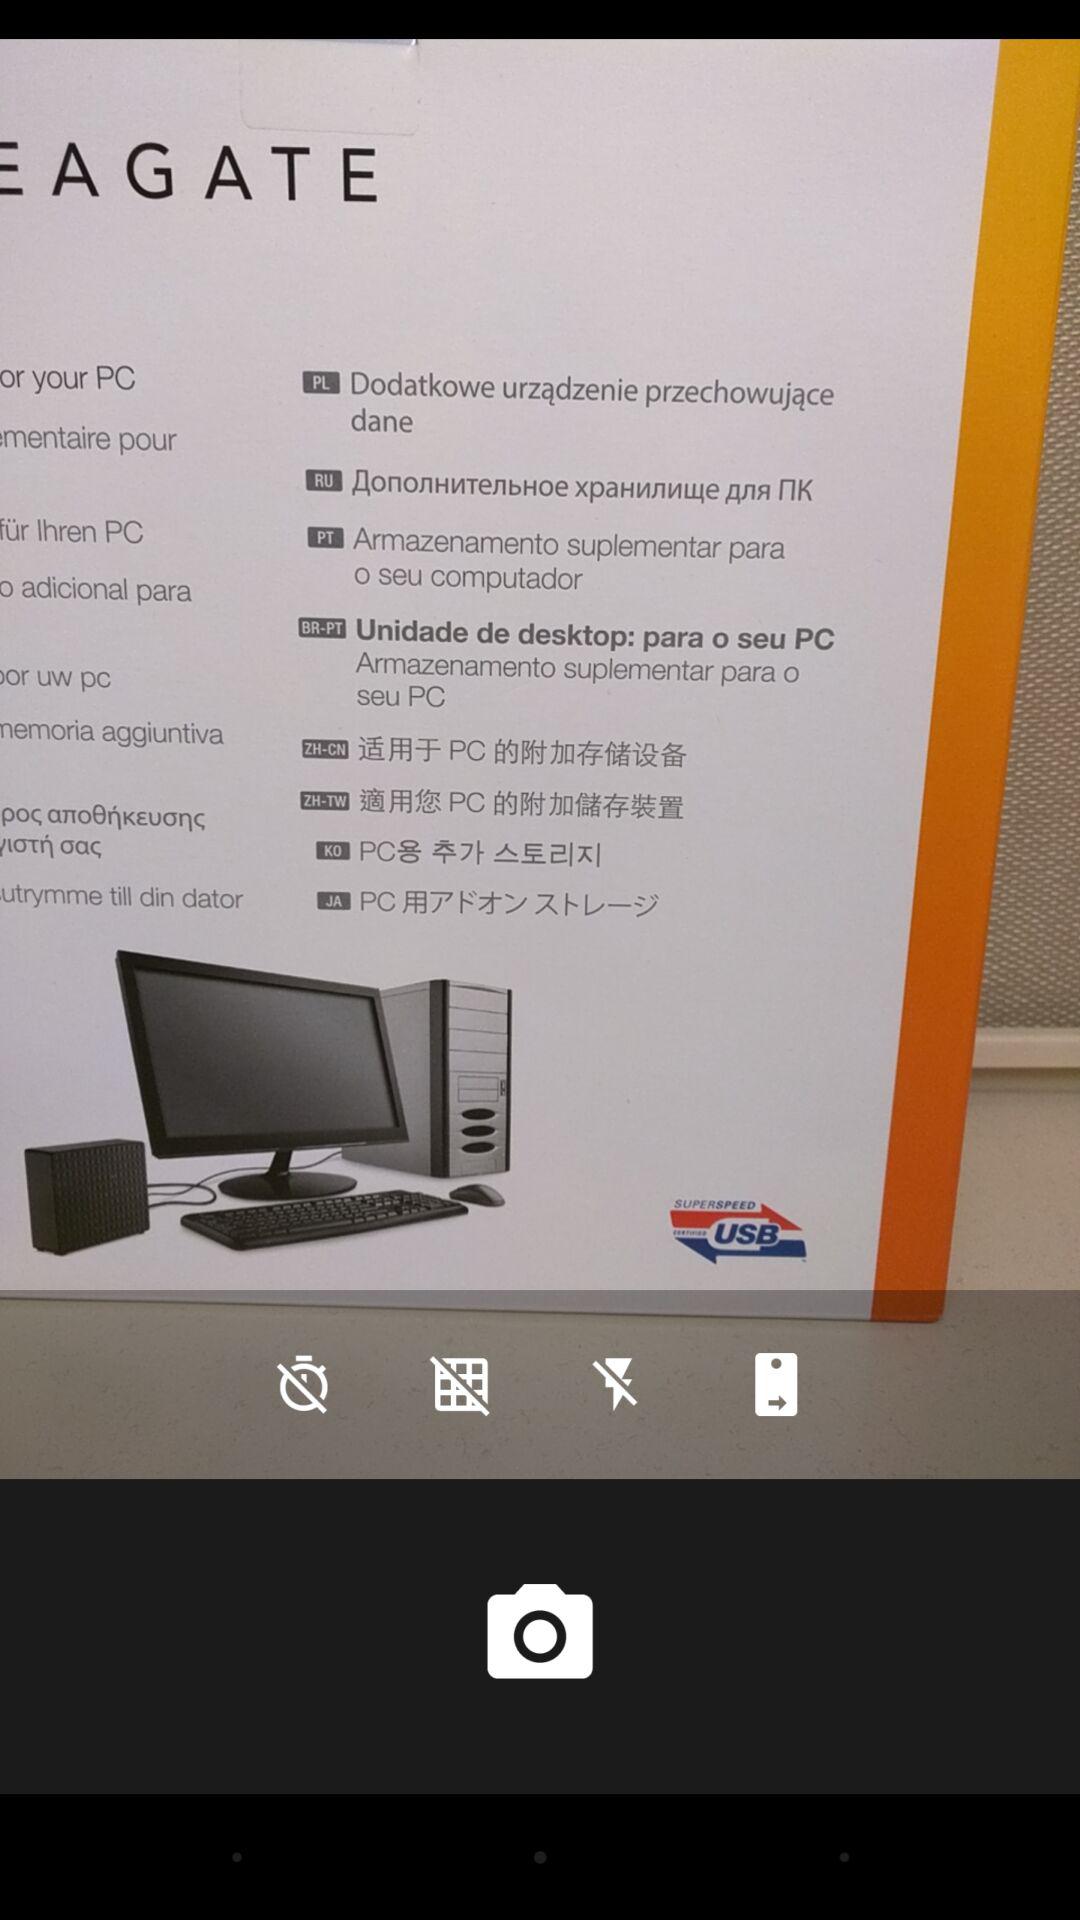 EAGATE
or your PC
ementaire pour
für Ihren PC
o adicional para
oor uw pc
memoria aggiuntiva
ρος αποθήκευσης
γιστή σας
utrymme till din dator
PL Dodatkowe urządzenie przechowujące
dane
RU Дополнительное хранилище для ПК
PT Armazenamento suplementar para
o seu computador
BR-PT Unidade de desktop: para o seu PC
Armazenamento suplementar para o
seu PC
ZH-CN 适用于 PC 的附加存储设备
ZH-TW 適用您 PC 的附加儲存裝置
KO PC용 추가 스토리지
JA PC 用アドオン ストレージ
SUPERSPEED
CERTIFIED USB